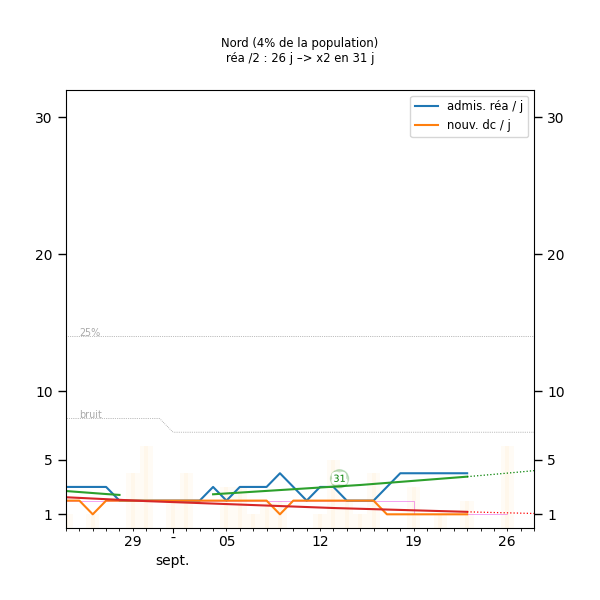 Nord (4% de la population)
réa /2 : 26 j –> x2 en 31 j
admis. réa / j
nouv. dc / j
30 30
20 20
25%
10 10
bruit
5 5
31
1 1
29 - 05 12 19 26
sept.